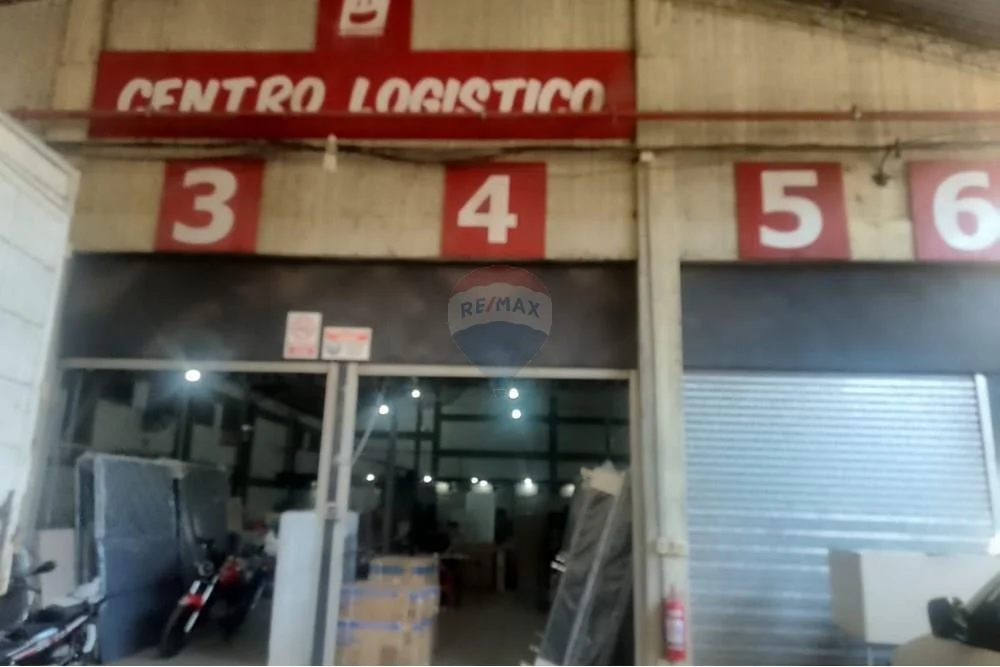 CENTRO LOGISTICO
3 4 5 6
RE/MAX